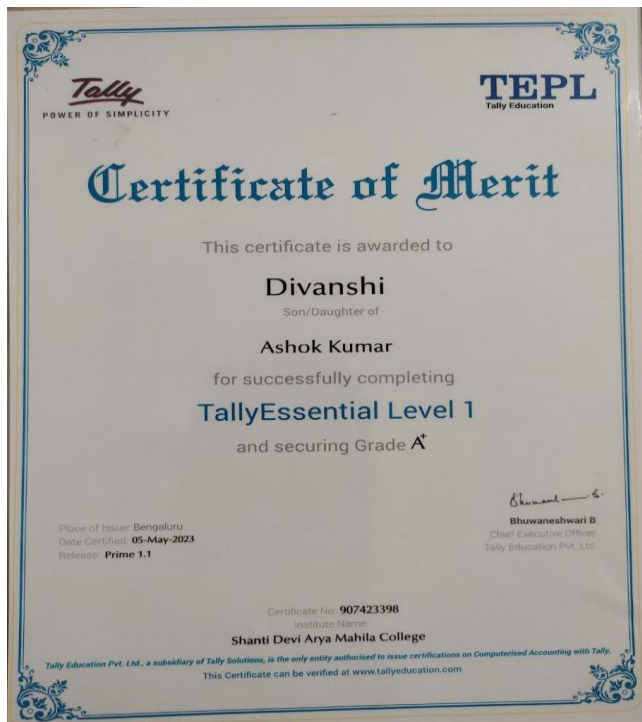 Tally
POWER OF SIMPLICITY
TEPL
Tally Education
Certificate of Merit
This certificate is awarded to
Divanshi
Son/Daughter of
Ashok Kumar
for successfully completing
TallyEssential Level 1
and securing Grade A+
Bhuwaneshwari B
Chief Executive Officer
Tally Education Pvt. Ltd.
Place of Issue: Bengaluru
Date Certified: 05-May-2023
Release: Prime 1.1
Certificate No: 907423398
Institute Name:
Shanti Devi Arya Mahila College
Tally Education Pvt. Ltd., a subsidiary of Tally Solutions, is the only entity authorised to issue certifications on Computerised Accounting with Tally.
This Certificate can be verified at www.tallyeducation.com